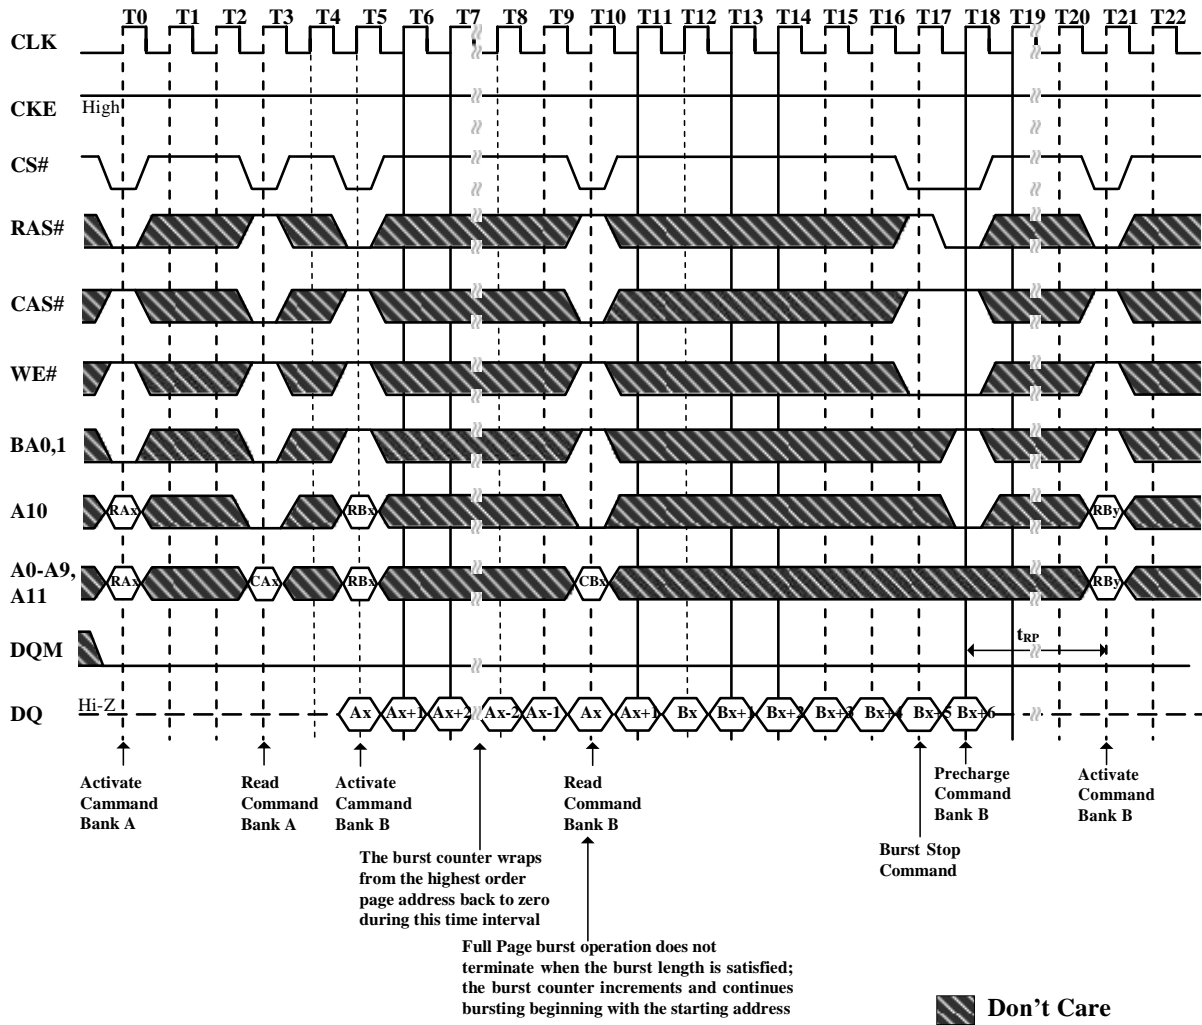 T0 T1 T2 T3 T4 T5 T6 T7 T8 T9 T10 T11 T12 T13 T14 T15 T16 T17 T18 T19 T20 T21 T22
CLK
CKE High
CS#
RAS#
CAS#
WE#
BA0,1
A10 RAx RBx RBy
A0-A9,
A11 RAx CAx RBx CBx RBy
DQM tRP
DQ Hi-Z Ax Ax+1 Ax+2 Ax-2 Ax-1 Ax Ax+1 Bx Bx+1 Bx+2 Bx+3 Bx+4 Bx+5 Bx+6
Activate
Cammand
Bank A
Read
Command
Bank A
Activate
Cammand
Bank B
Read
Command
Bank B
Precharge
Command
Bank B
Activate
Command
Bank B
Burst Stop
Command
The burst counter wraps
from the highest order
page address back to zero
during this time interval
Full Page burst operation does not
terminate when the burst length is satisfied;
the burst counter increments and continues
bursting beginning with the starting address
Don't Care